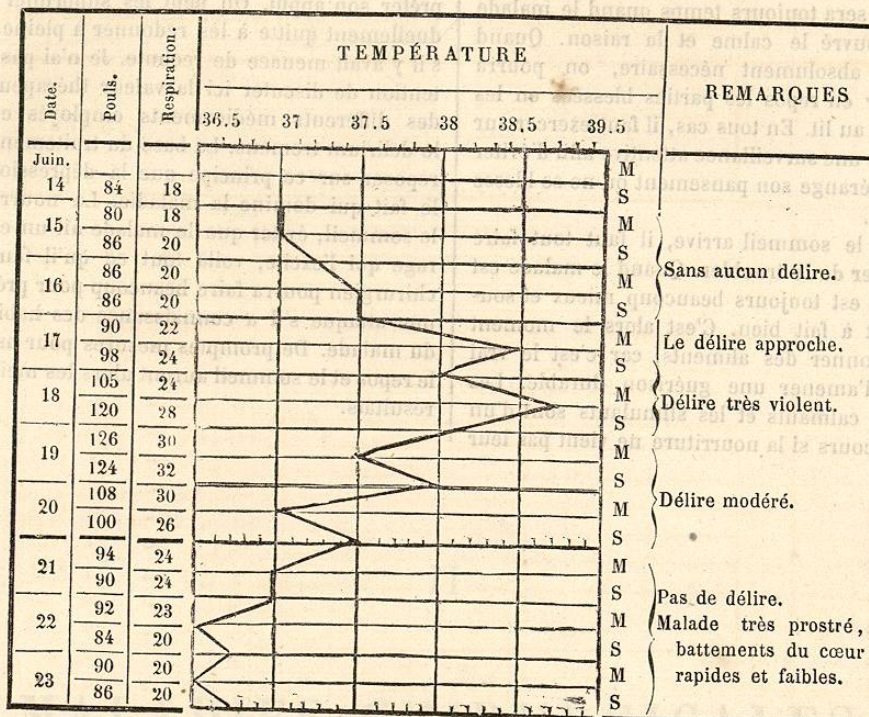 Date. Pouls. Respiration. TEMPÉRATURE REMARQUES
36.5 37 37.5 38 38.5 39.5
Juin.
14 84 18 M
S
15 80 18 M
86 20 S
16 86 20 M
86 20 S
Sans aucun délire.
17 90 22 M
98 24 S
Le délire approche.
18 105 24 M
120 28 S
Délire très violent.
19 126 30 M
124 32 S
20 108 30 M
100 26 S
Délire modéré.
21 94 24 M
90 24 S
22 92 23 M
84 20 S
23 90 20 M
86 20 S
Pas de délire.
Malade très prostré,
battements du cœur
rapides et faibles.